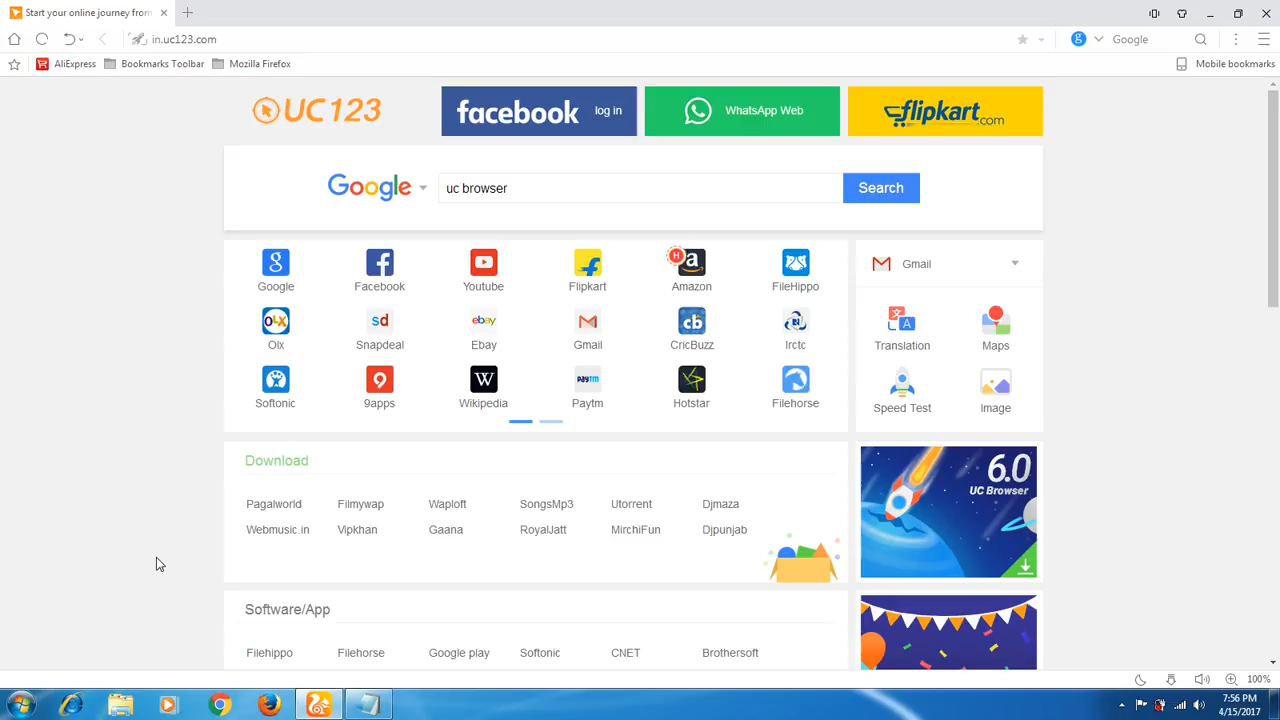 Start your online journey from
in.uc123.com
Google
AliExpress
Bookmarks Toolbar
Mozilla Firefox
Mobile bookmarks
UC123
facebook log in
WhatsApp Web
flipkart.com
Google
uc browser
Search
Google
Facebook
Youtube
Flipkart
Amazon
FileHippo
Olx
Snapdeal
Ebay
Gmail
CricBuzz
Irctc
Softonic
9apps
Wikipedia
Paytm
Hotstar
Filehorse
Gmail
Translation
Maps
Speed Test
Image
Download
Pagalworld
Filmywap
Waploft
SongsMp3
Utorrent
Djmaza
Webmusic.in
Vipkhan
Gaana
RoyalJatt
MirchiFun
Djpunjab
6.0
UC Browser
Software/App
Filehippo
Filehorse
Google play
Softonic
CNET
Brothersoft
100%
7:56 PM
4/15/2017